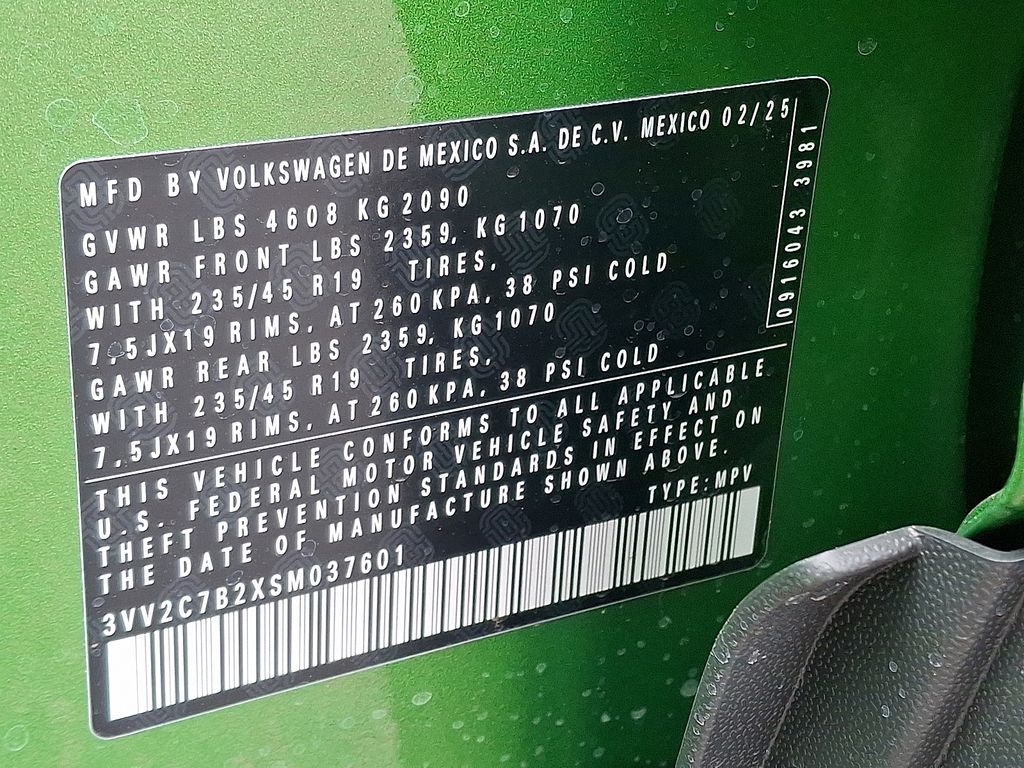 MFD BY VOLKSWAGEN DE MEXICO S.A. DE C.V. MEXICO 02/25
GVWR LBS 4608 KG 2090
GAWR FRONT LBS 2359, KG 1070
WITH 235/45 R19 TIRES,
7,5JX19 RIMS, AT 260 KPA, 38 PSI COLD
GAWR REAR LBS 2359, KG 1070
WITH 235/45 R19 TIRES,
7,5JX19 RIMS, AT 260 KPA, 38 PSI COLD
0916043 3981
THIS VEHICLE CONFORMS TO ALL APPLICABLE
U.S. FEDERAL MOTOR VEHICLE SAFETY AND
THEFT PREVENTION STANDARDS IN EFFECT ON
THE DATE OF MANUFACTURE SHOWN ABOVE.
3VV2C7B2XSM037601 TYPE:MPV